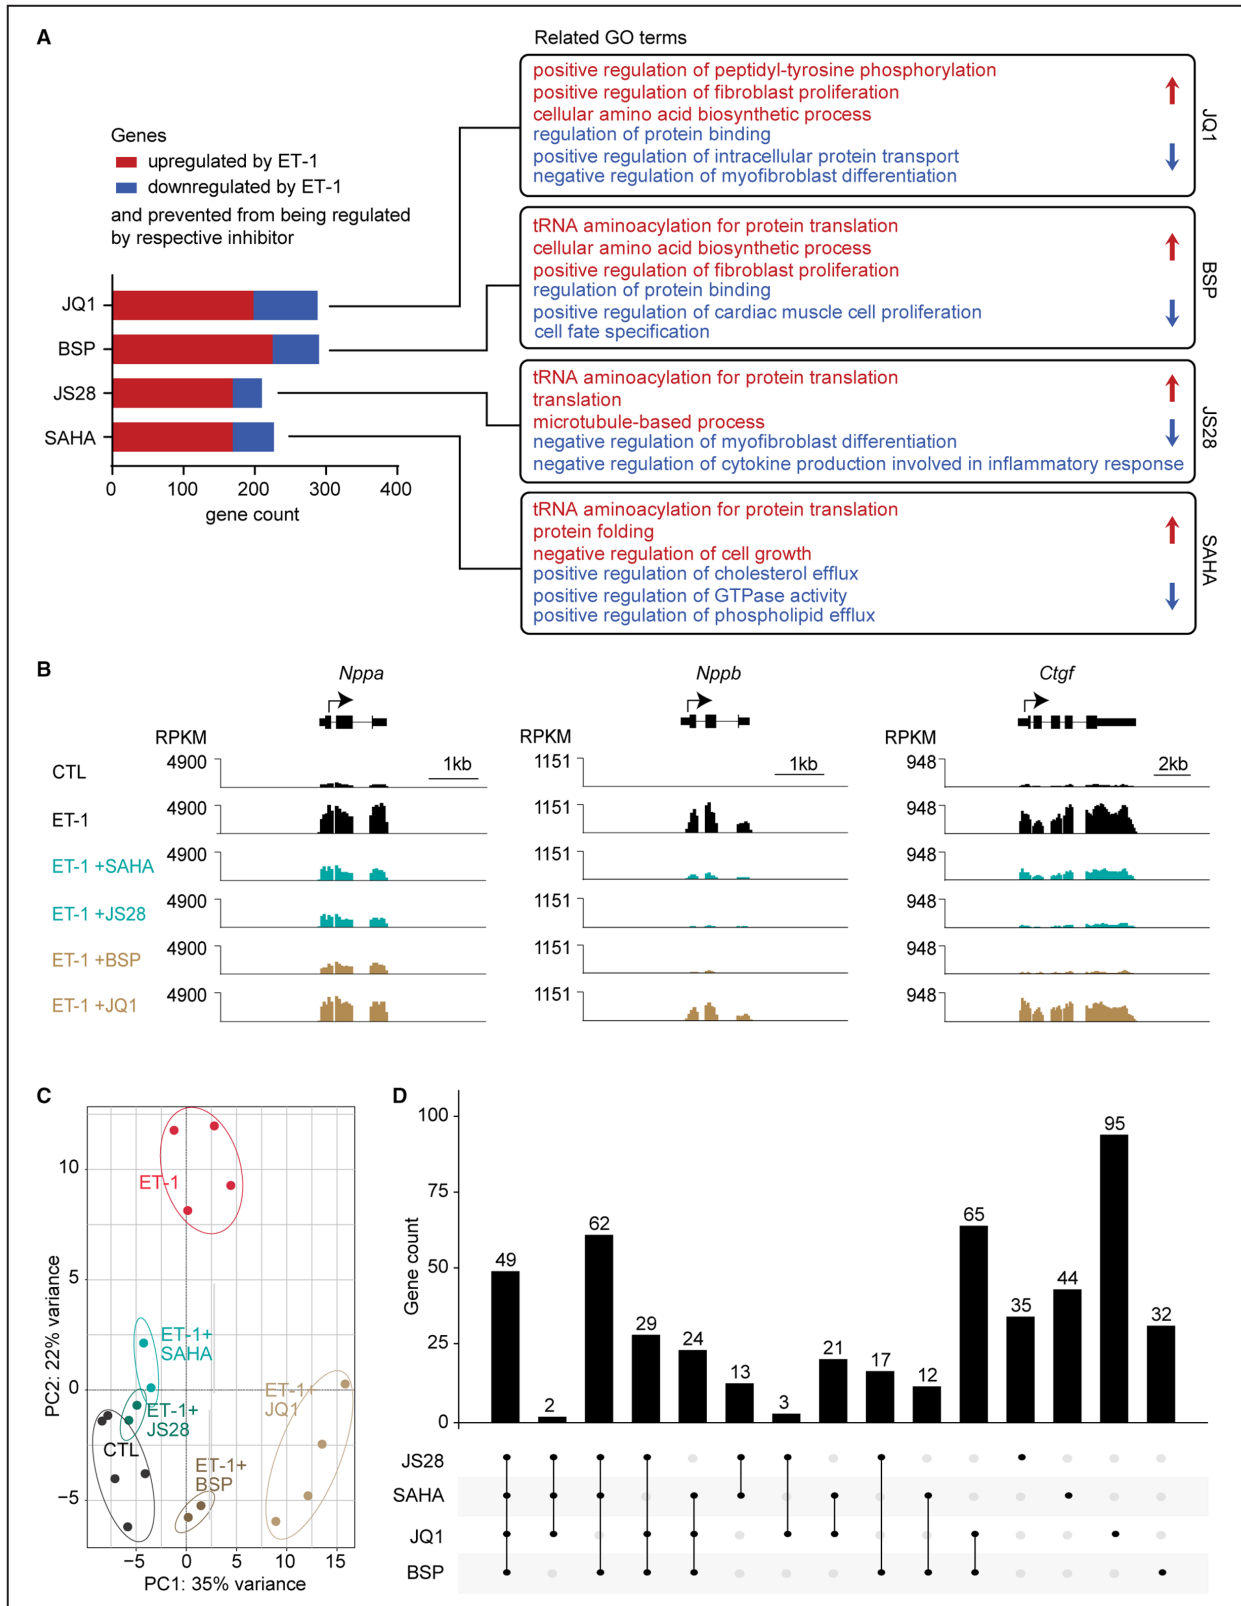 A
Related GO terms
positive regulation of peptidyl-tyrosine phosphorylation
positive regulation of fibroblast proliferation
cellular amino acid biosynthetic process
regulation of protein binding
positive regulation of intracellular protein transport
negative regulation of myofibroblast differentiation
JQ1
Genes
upregulated by ET-1
downregulated by ET-1
and prevented from being regulated
by respective inhibitor
tRNA aminoacylation for protein translation
cellular amino acid biosynthetic process
positive regulation of fibroblast proliferation
regulation of protein binding
positive regulation of cardiac muscle cell proliferation
cell fate specification
BSP
JQ1
BSP
JS28
SAHA
0 100 200 300 400
gene count
tRNA aminoacylation for protein translation
translation
microtubule-based process
negative regulation of myofibroblast differentiation
negative regulation of cytokine production involved in inflammatory response
JS28
tRNA aminoacylation for protein translation
protein folding
negative regulation of cell growth
positive regulation of cholesterol efflux
positive regulation of GTPase activity
positive regulation of phospholipid efflux
SAHA
B
Nppa Nppb Ctgf
RPKM RPKM RPKM
CTL 4900 1kb 1151 1kb 948 2kb
ET-1 4900 1151 948
ET-1 +SAHA 4900 1151 948
ET-1 +JS28 4900 1151 948
ET-1 +BSP 4900 1151 948
ET-1 +JQ1 4900 1151 948
C
PC2: 22% variance
10
5
0
−5
ET-1
ET-1+
SAHA
ET-1+
JS28
ET-1+
JQ1
CTL
ET-1+
BSP
−5 0 5 10 15
PC1: 35% variance
D
Gene count
100
75
50
25
0
49 2 62 29 24 13 3 21 17 12 65 35 44 95 32
JS28
SAHA
JQ1
BSP